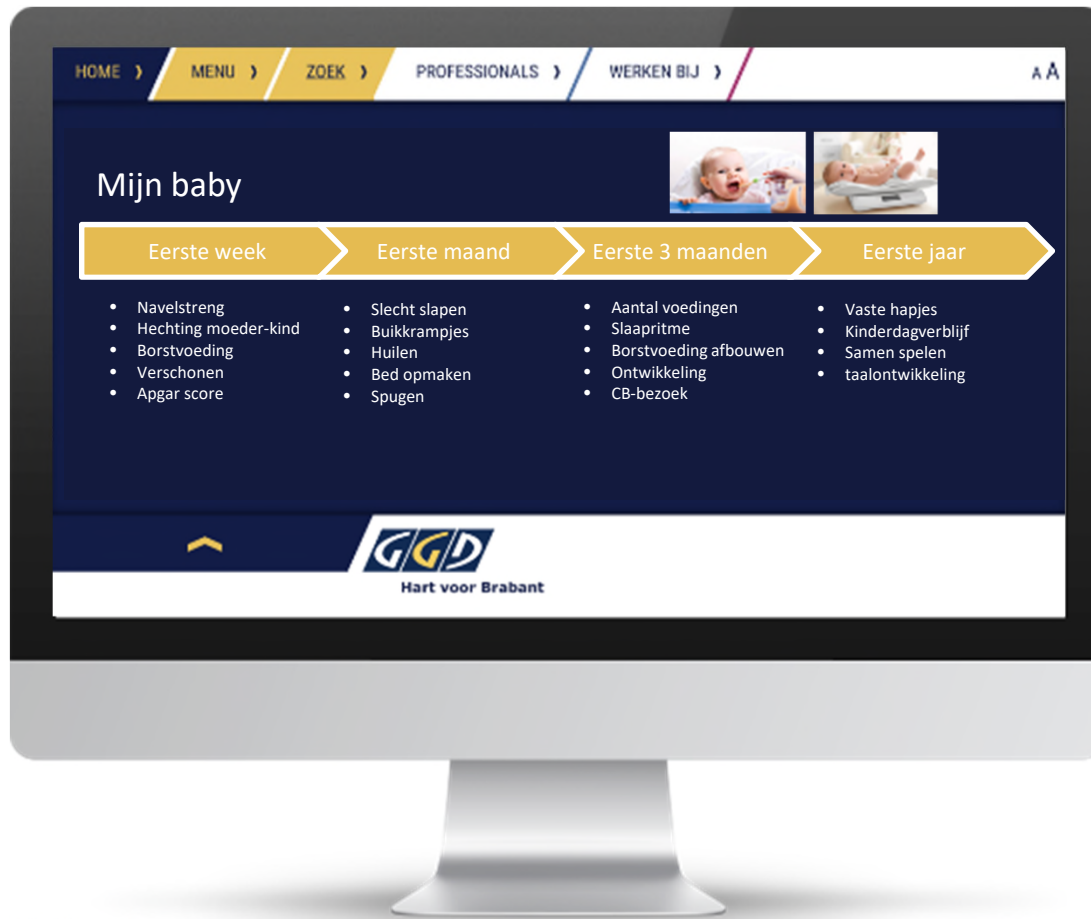 HOME
MENU
ZOEK
PROFESSIONALS
WERKEN BIJ
A A
Mijn baby
Eerste week
Eerste maand
Eerste 3 maanden
Eerste jaar
• Navelstreng
• Hechting moeder-kind
• Borstvoeding
• Verschonen
• Apgar score
• Slecht slapen
• Buikkrampjes
• Huilen
• Bed opmaken
• Spugen
• Aantal voedingen
• Slaapritme
• Borstvoeding afbouwen
• Ontwikkeling
• CB-bezoek
• Vaste hapjes
• Kinderdagverblijf
• Samen spelen
• taalontwikkeling
GGD
Hart voor Brabant